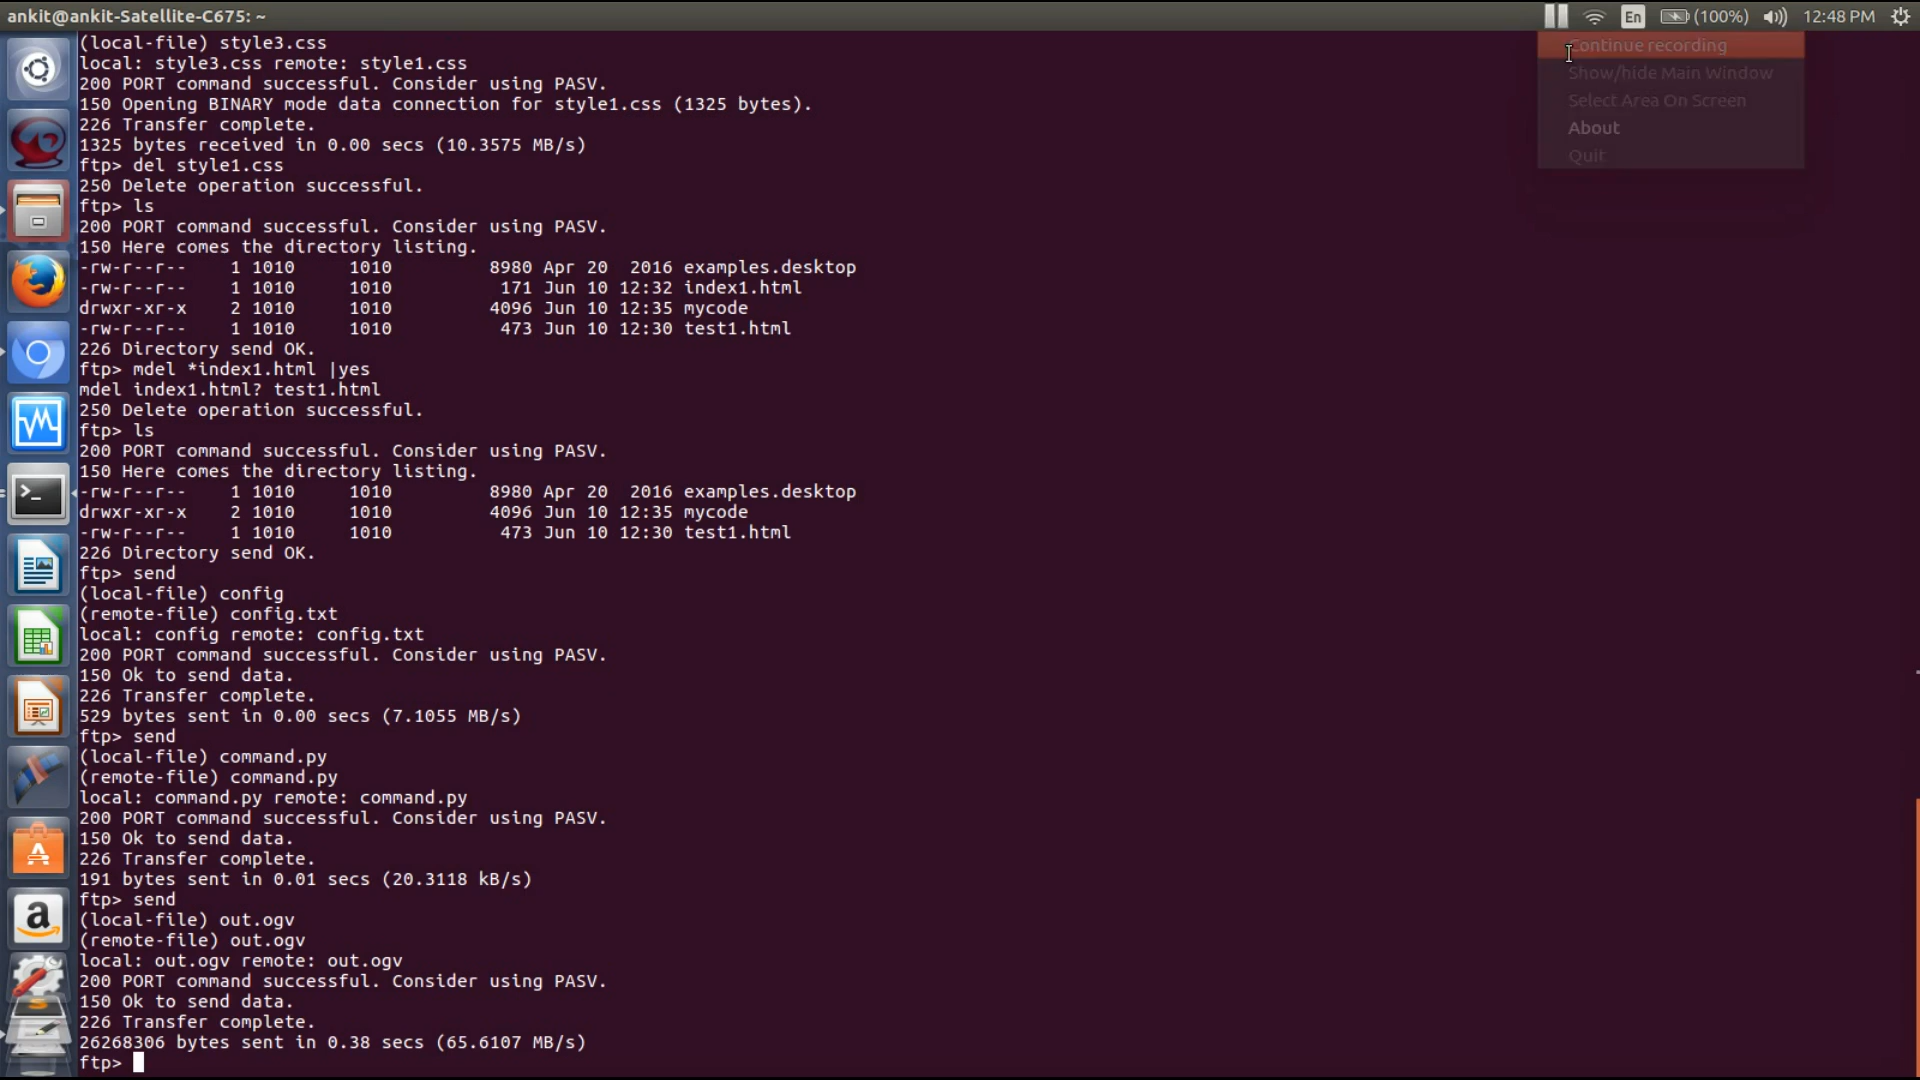 ankit@ankit-Satellite-C675: ~
En
(100%)
12:48 PM
Continue recording
Show/hide Main Window
Select Area On Screen
About
Quit
(local-file) style3.css
local: style3.css remote: style1.css
200 PORT command successful. Consider using PASV.
150 Opening BINARY mode data connection for style1.css (1325 bytes).
226 Transfer complete.
1325 bytes received in 0.00 secs (10.3575 MB/s)
ftp> del style1.css
250 Delete operation successful.
ftp> ls
200 PORT command successful. Consider using PASV.
150 Here comes the directory listing.
-rw-r--r--    1 1010     1010         8980 Apr 20  2016 examples.desktop
-rw-r--r--    1 1010     1010          171 Jun 10 12:32 index1.html
drwxr-xr-x    2 1010     1010         4096 Jun 10 12:35 mycode
-rw-r--r--    1 1010     1010          473 Jun 10 12:30 test1.html
226 Directory send OK.
ftp> mdel *index1.html |yes
mdel index1.html? test1.html
250 Delete operation successful.
ftp> ls
200 PORT command successful. Consider using PASV.
150 Here comes the directory listing.
-rw-r--r--    1 1010     1010         8980 Apr 20  2016 examples.desktop
drwxr-xr-x    2 1010     1010         4096 Jun 10 12:35 mycode
-rw-r--r--    1 1010     1010          473 Jun 10 12:30 test1.html
226 Directory send OK.
ftp> send
(local-file) config
(remote-file) config.txt
local: config remote: config.txt
200 PORT command successful. Consider using PASV.
150 Ok to send data.
226 Transfer complete.
529 bytes sent in 0.00 secs (7.1055 MB/s)
ftp> send
(local-file) command.py
(remote-file) command.py
local: command.py remote: command.py
200 PORT command successful. Consider using PASV.
150 Ok to send data.
226 Transfer complete.
191 bytes sent in 0.01 secs (20.3118 kB/s)
ftp> send
(local-file) out.ogv
(remote-file) out.ogv
local: out.ogv remote: out.ogv
200 PORT command successful. Consider using PASV.
150 Ok to send data.
226 Transfer complete.
26268306 bytes sent in 0.38 secs (65.6107 MB/s)
ftp>